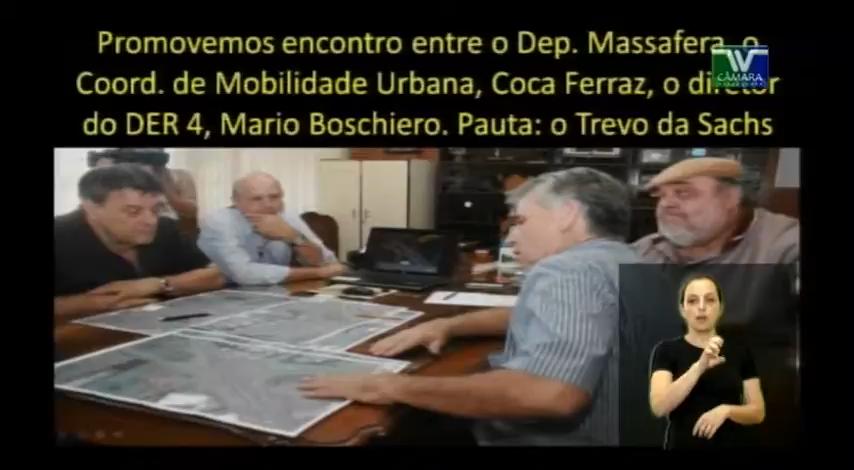 Promovemos encontro entre o Dep. Massafera, o
Coord. de Mobilidade Urbana, Coca Ferraz, o diretor
do DER 4, Mario Boschiero. Pauta: o Trevo da Sachs
CÂMARA